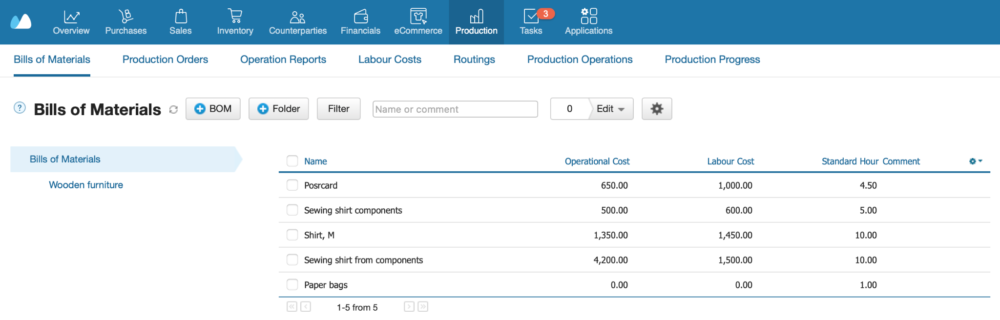 Overview Purchases Sales Inventory Counterparties Financials eCommerce Production Tasks 3 Applications
Bills of Materials Production Orders Operation Reports Labour Costs Routings Production Operations Production Progress
? Bills of Materials BOM Folder Filter Name or comment 0 Edit
Bills of Materials
Wooden furniture
Name Operational Cost Labour Cost Standard Hour Comment
Posrcard 650.00 1,000.00 4.50
Sewing shirt components 500.00 600.00 5.00
Shirt, M 1,350.00 1,450.00 10.00
Sewing shirt from components 4,200.00 1,500.00 10.00
Paper bags 0.00 0.00 1.00
1-5 from 5